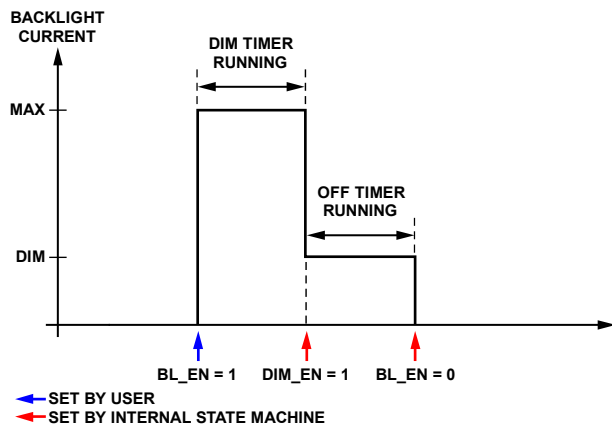 BACKLIGHT
CURRENT
DIM TIMER
RUNNING
MAX
OFF TIMER
RUNNING
DIM
BL_EN = 1
DIM_EN = 1
BL_EN = 0
SET BY USER
SET BY INTERNAL STATE MACHINE